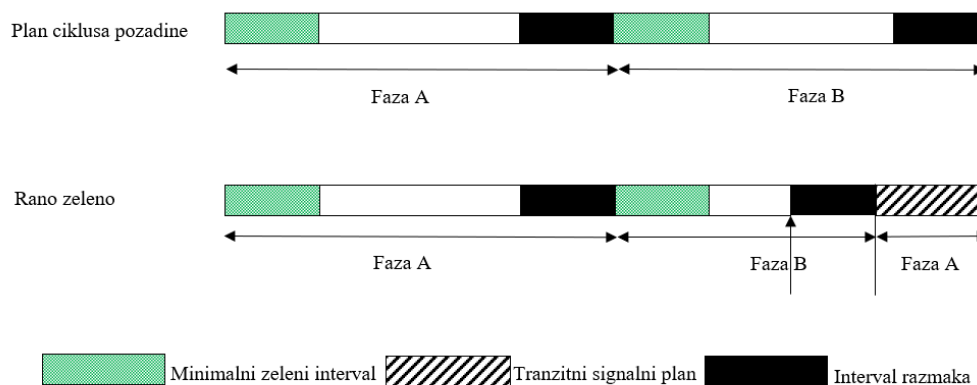 Plan ciklusa pozadine
Faza A
Faza B
Rano zeleno
Faza A
Faza B
Faza A
Minimalni zeleni interval
Tranzitni signalni plan
Interval razmaka